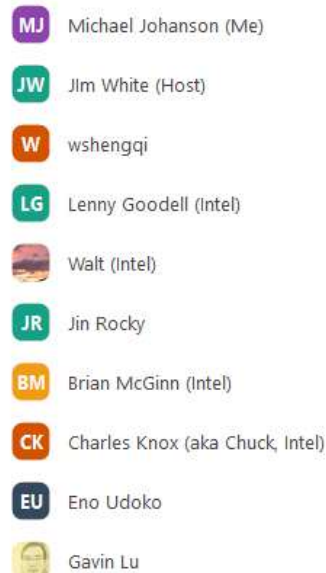 MJ Michael Johanson (Me)
JW JIm White (Host)
W wshengqi
LG Lenny Goodell (Intel)
Walt (Intel)
JR Jin Rocky
BM Brian McGinn (Intel)
CK Charles Knox (aka Chuck, Intel)
EU Eno Udoko
Gavin Lu